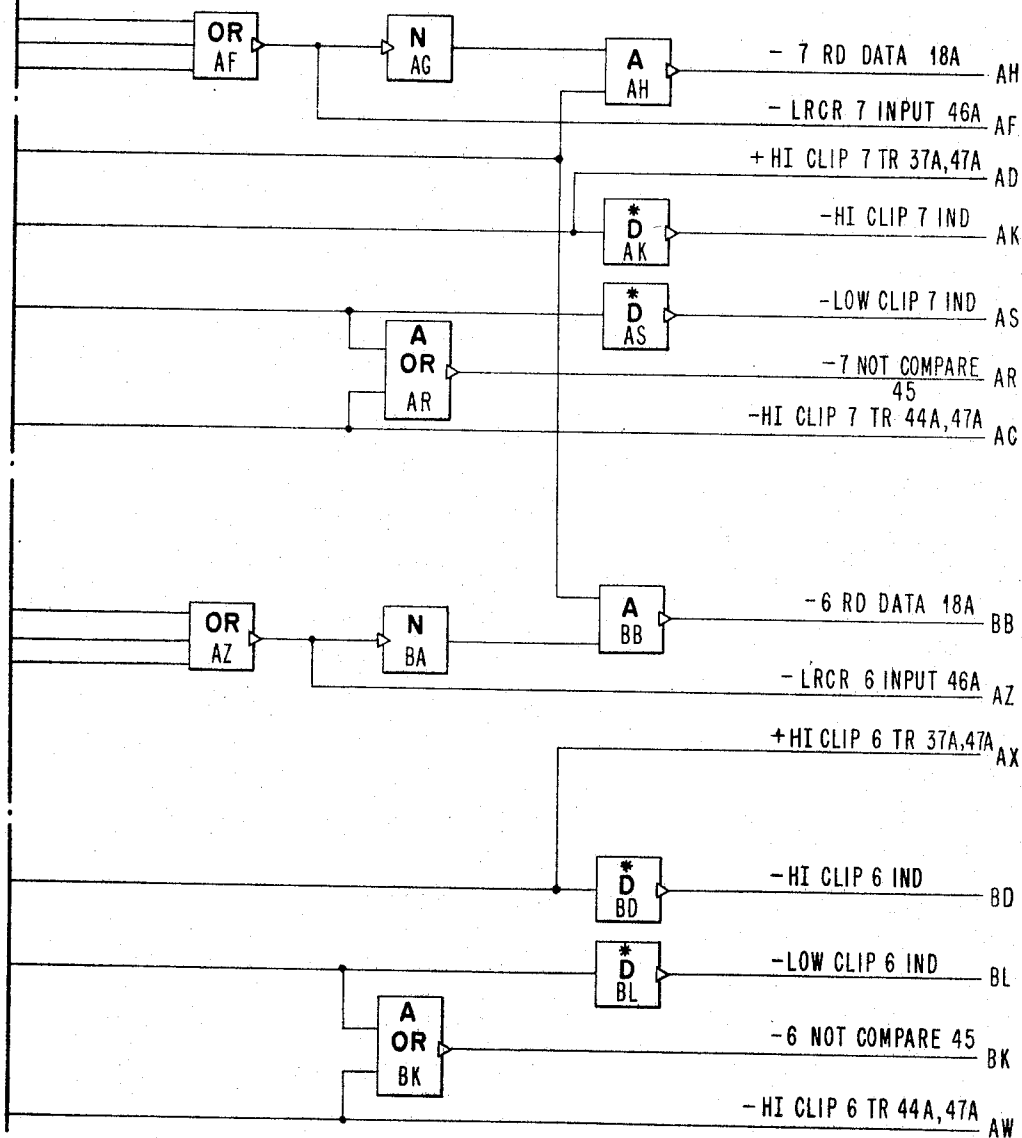 OR
AF
N
AG
A
AH
- 7 RD DATA 18A AH
- LRCR 7 INPUT 46A AF
+HI CLIP 7 TR 37A,47A AD
*
D
AK
-HI CLIP 7 IND AK
*
D
AS
-LOW CLIP 7 IND AS
A
OR
AR
-7 NOT COMPARE AR
45
-HI CLIP 7 TR 44A,47A AC
OR
AZ
N
BA
A
BB
-6 RD DATA 18A BB
- LRCR 6 INPUT 46A AZ
+HI CLIP 6 TR 37A,47A AX
*
D
BD
-HI CLIP 6 IND BD
*
D
BL
-LOW CLIP 6 IND BL
A
OR
BK
-6 NOT COMPARE 45 BK
-HI CLIP 6 TR 44A,47A AW